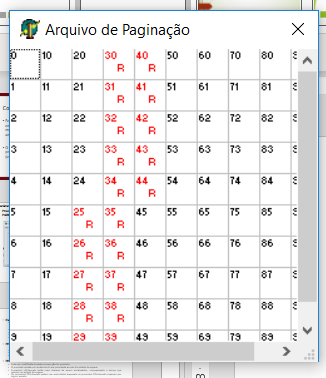 Arquivo de Paginação
0 10 20 30 40 50 60 70 80
R R
1 11 21 31 41 51 61 71 81
R R
2 12 22 32 42 52 62 72 82
R R
3 13 23 33 43 53 63 73 83
R R
4 14 24 34 44 54 64 74 84
R R
5 15 25 35 45 55 65 75 85
R R
6 16 26 36 46 56 66 76 86
R R
7 17 27 37 47 57 67 77 87
R R
8 18 28 38 48 58 68 78 88
R R
9 19 29 39 49 59 69 79 89